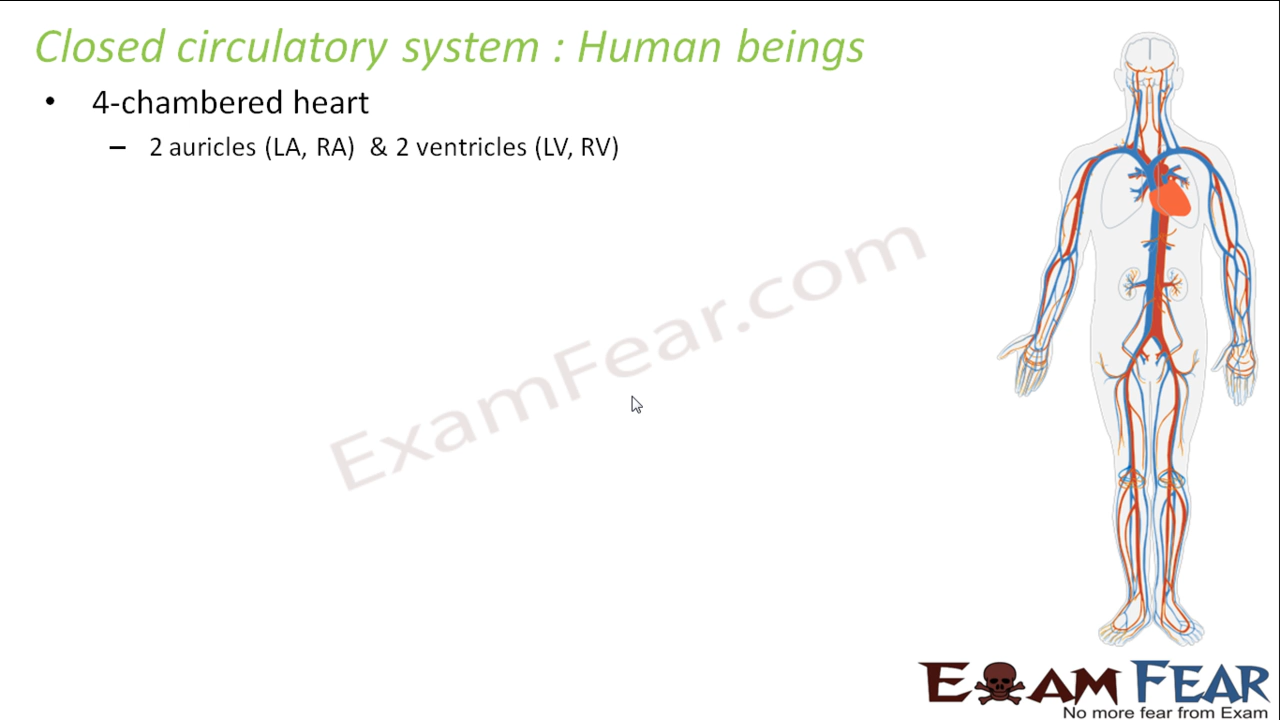 Closed circulatory system : Human beings
• 4-chambered heart
– 2 auricles (LA, RA) & 2 ventricles (LV, RV)
ExamFear.com
EXAM FEAR
No more fear from Exam